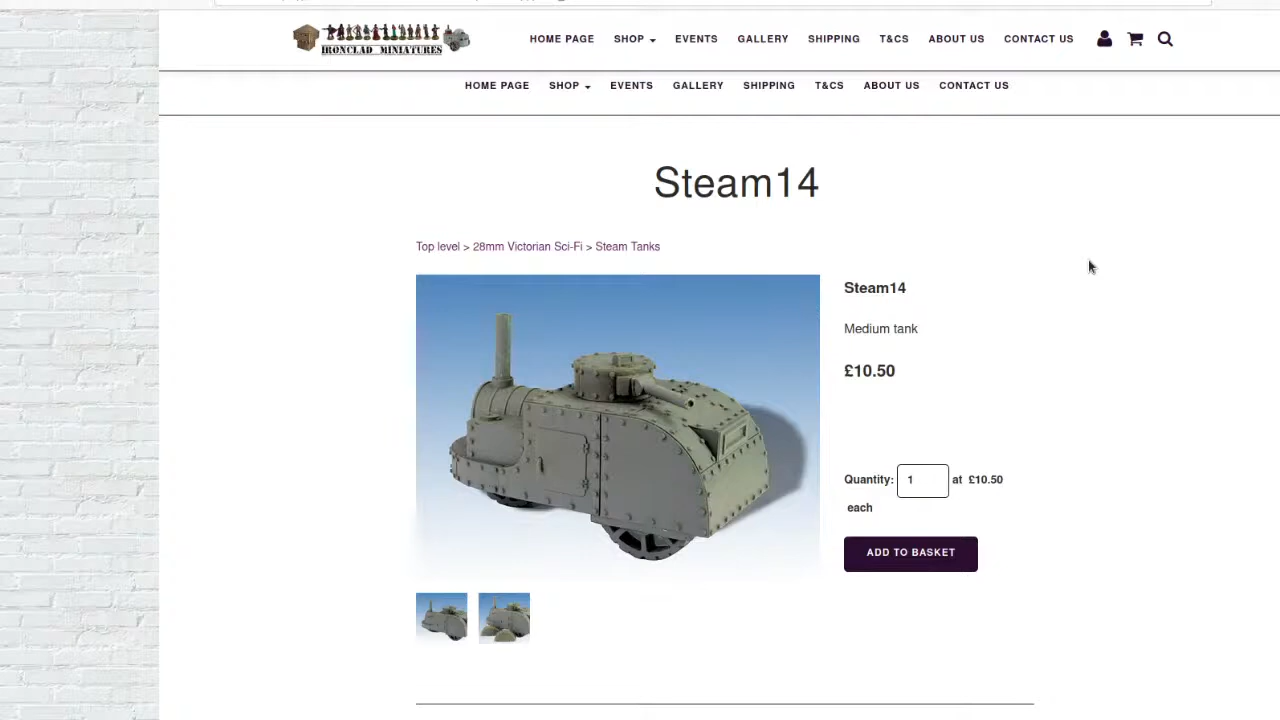 IRONCLAD MINIATURES
HOME PAGE SHOP EVENTS GALLERY SHIPPING T&CS ABOUT US CONTACT US
HOME PAGE SHOP EVENTS GALLERY SHIPPING T&CS ABOUT US CONTACT US
Steam14
Top level > 28mm Victorian Sci-Fi > Steam Tanks
Steam14
Medium tank
£10.50
Quantity: 1 at £10.50
each
ADD TO BASKET